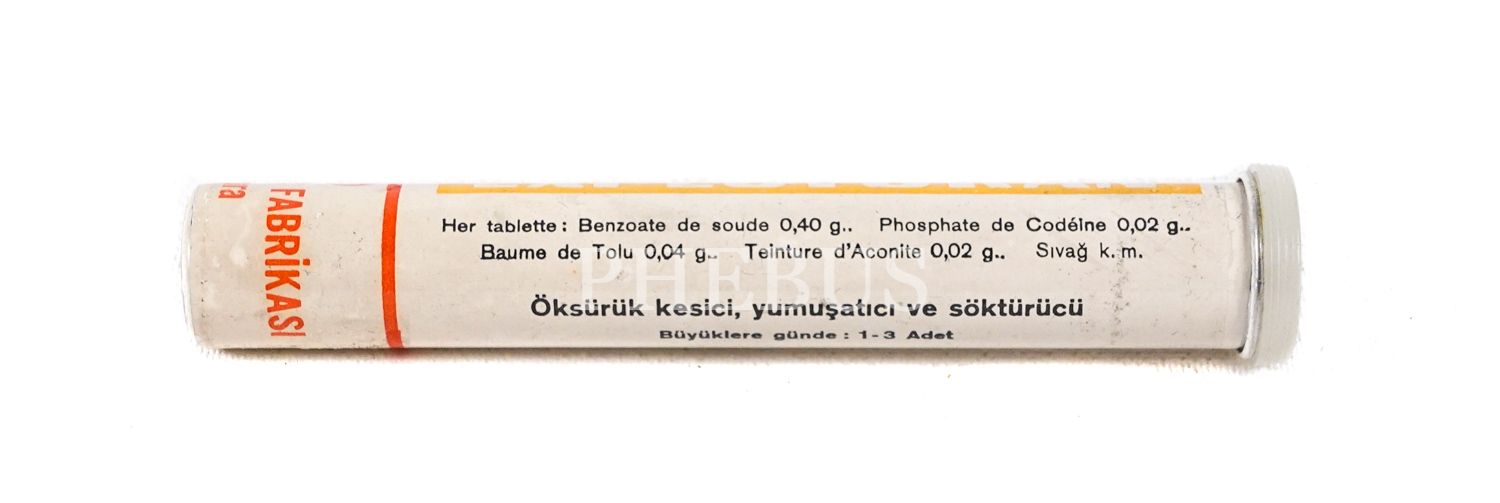 FABRİKASI
Her tablette : Benzoate de soude 0,40 g.. Phosphate de Codéine 0,02 g..
Baume de Tolu 0,04 g.. Teinture d'Aconite 0,02 g.. Sıvağ k.m.
PHEBUS
Öksürük kesici, yumuşatıcı ve söktürücü
Büyüklere günde : 1-3 Adet